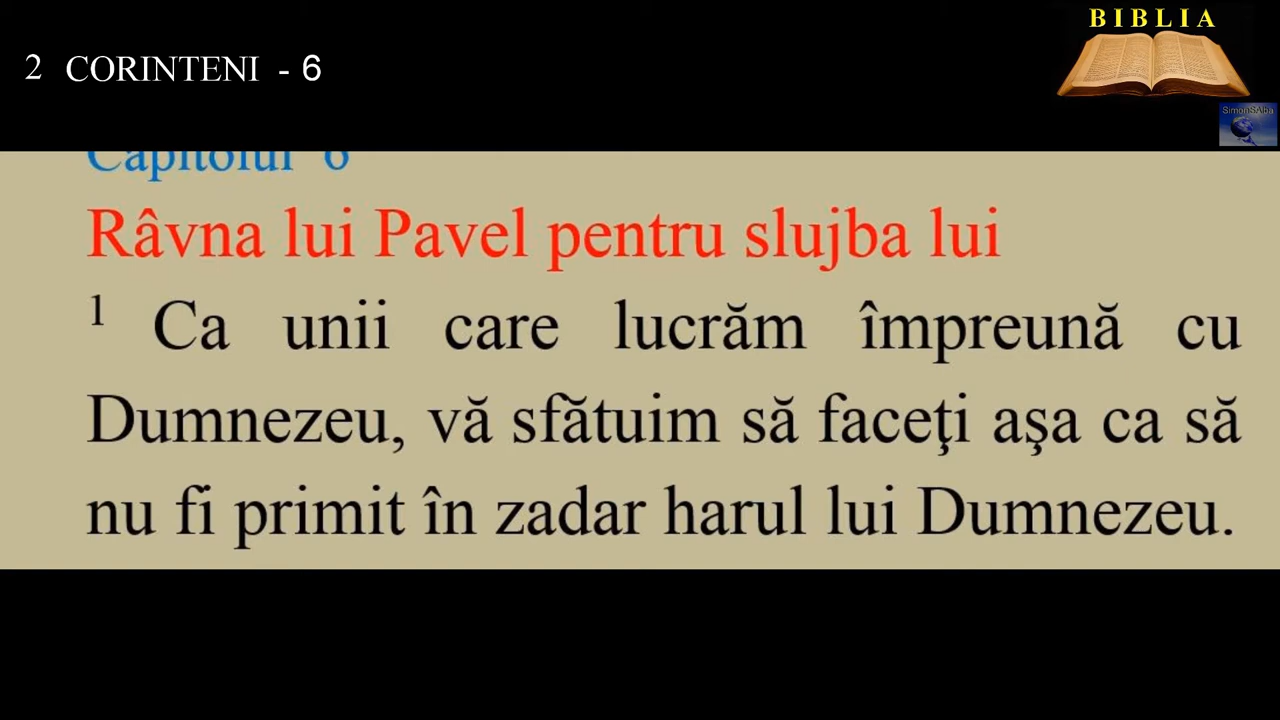 BIBLIA
2 CORINTENI - 6
SimonSAba
Capitolul 6
Râvna lui Pavel pentru slujba lui
1 Ca unii care lucrăm împreună cu
Dumnezeu, vă sfătuim să faceţi aşa ca să
nu fi primit în zadar harul lui Dumnezeu.